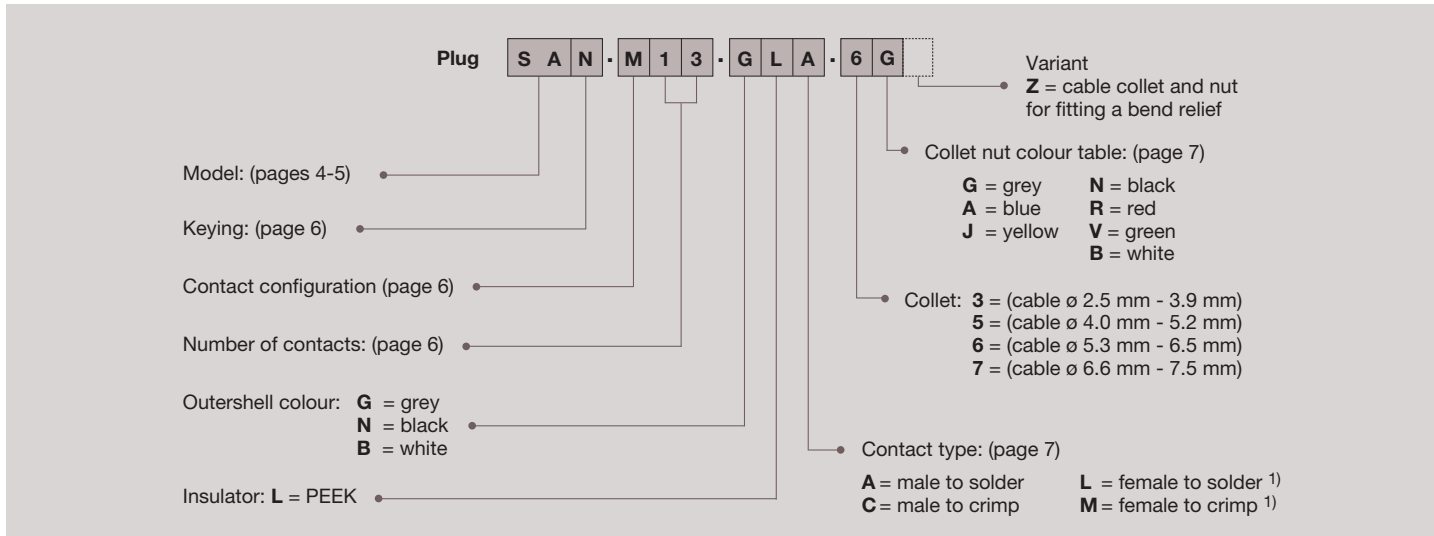 Plug S A N · M 1 3 · G L A · 6 G
Variant
Z = cable collet and nut
for fitting a bend relief
Model: (pages 4-5)
Keying: (page 6)
Contact configuration (page 6)
Number of contacts: (page 6)
Outershell colour: G = grey
N = black
B = white
Insulator: L = PEEK
Collet nut colour table: (page 7)
G = grey N = black
A = blue R = red
J = yellow V = green
B = white
Collet: 3 = (cable ø 2.5 mm - 3.9 mm)
5 = (cable ø 4.0 mm - 5.2 mm)
6 = (cable ø 5.3 mm - 6.5 mm)
7 = (cable ø 6.6 mm - 7.5 mm)
Contact type: (page 7)
A = male to solder L = female to solder 1)
C = male to crimp M = female to crimp 1)